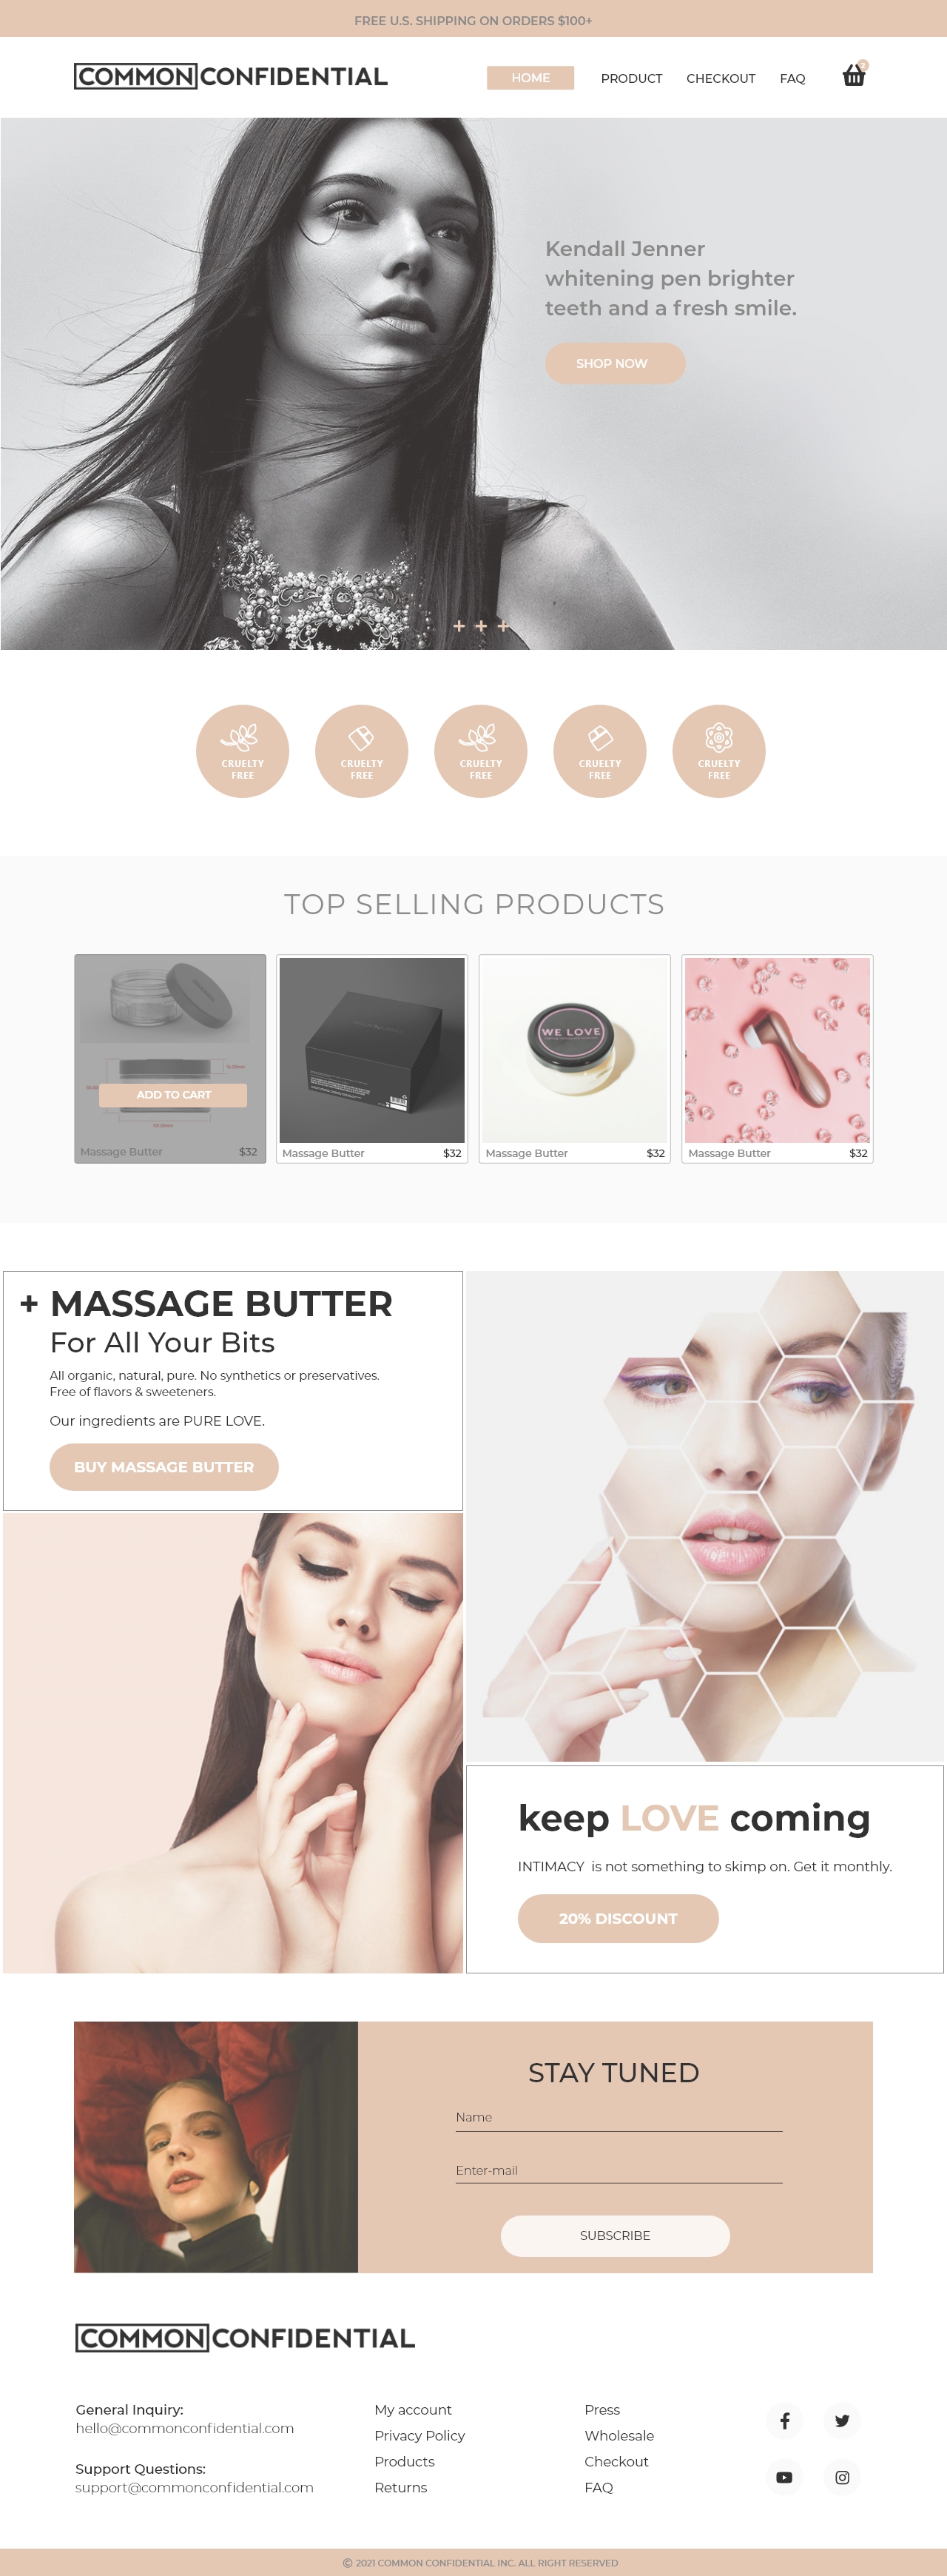 FREE U.S. SHIPPING ON ORDERS $100+
COMMON CONFIDENTIAL
HOME PRODUCT CHECKOUT FAQ
Kendall Jenner
whitening pen brighter
teeth and a fresh smile.
SHOP NOW
+ + +
CRUELTY FREE
CRUELTY FREE
CRUELTY FREE
CRUELTY FREE
CRUELTY FREE
TOP SELLING PRODUCTS
ADD TO CART
Massage Butter $32
Massage Butter $32
WE LOVE
Massage Butter $32
Massage Butter $32
+ MASSAGE BUTTER
For All Your Bits
All organic, natural, pure. No synthetics or preservatives.
Free of flavors & sweeteners.
Our ingredients are PURE LOVE.
BUY MASSAGE BUTTER
keep LOVE coming
INTIMACY is not something to skimp on. Get it monthly.
20% DISCOUNT
STAY TUNED
Name
Enter-mail
SUBSCRIBE
COMMON CONFIDENTIAL
General Inquiry:
hello@commonconfidential.com
Support Questions:
support@commonconfidential.com
My account
Privacy Policy
Products
Returns
Press
Wholesale
Checkout
FAQ
© 2021 COMMON CONFIDENTIAL INC. ALL RIGHT RESERVED